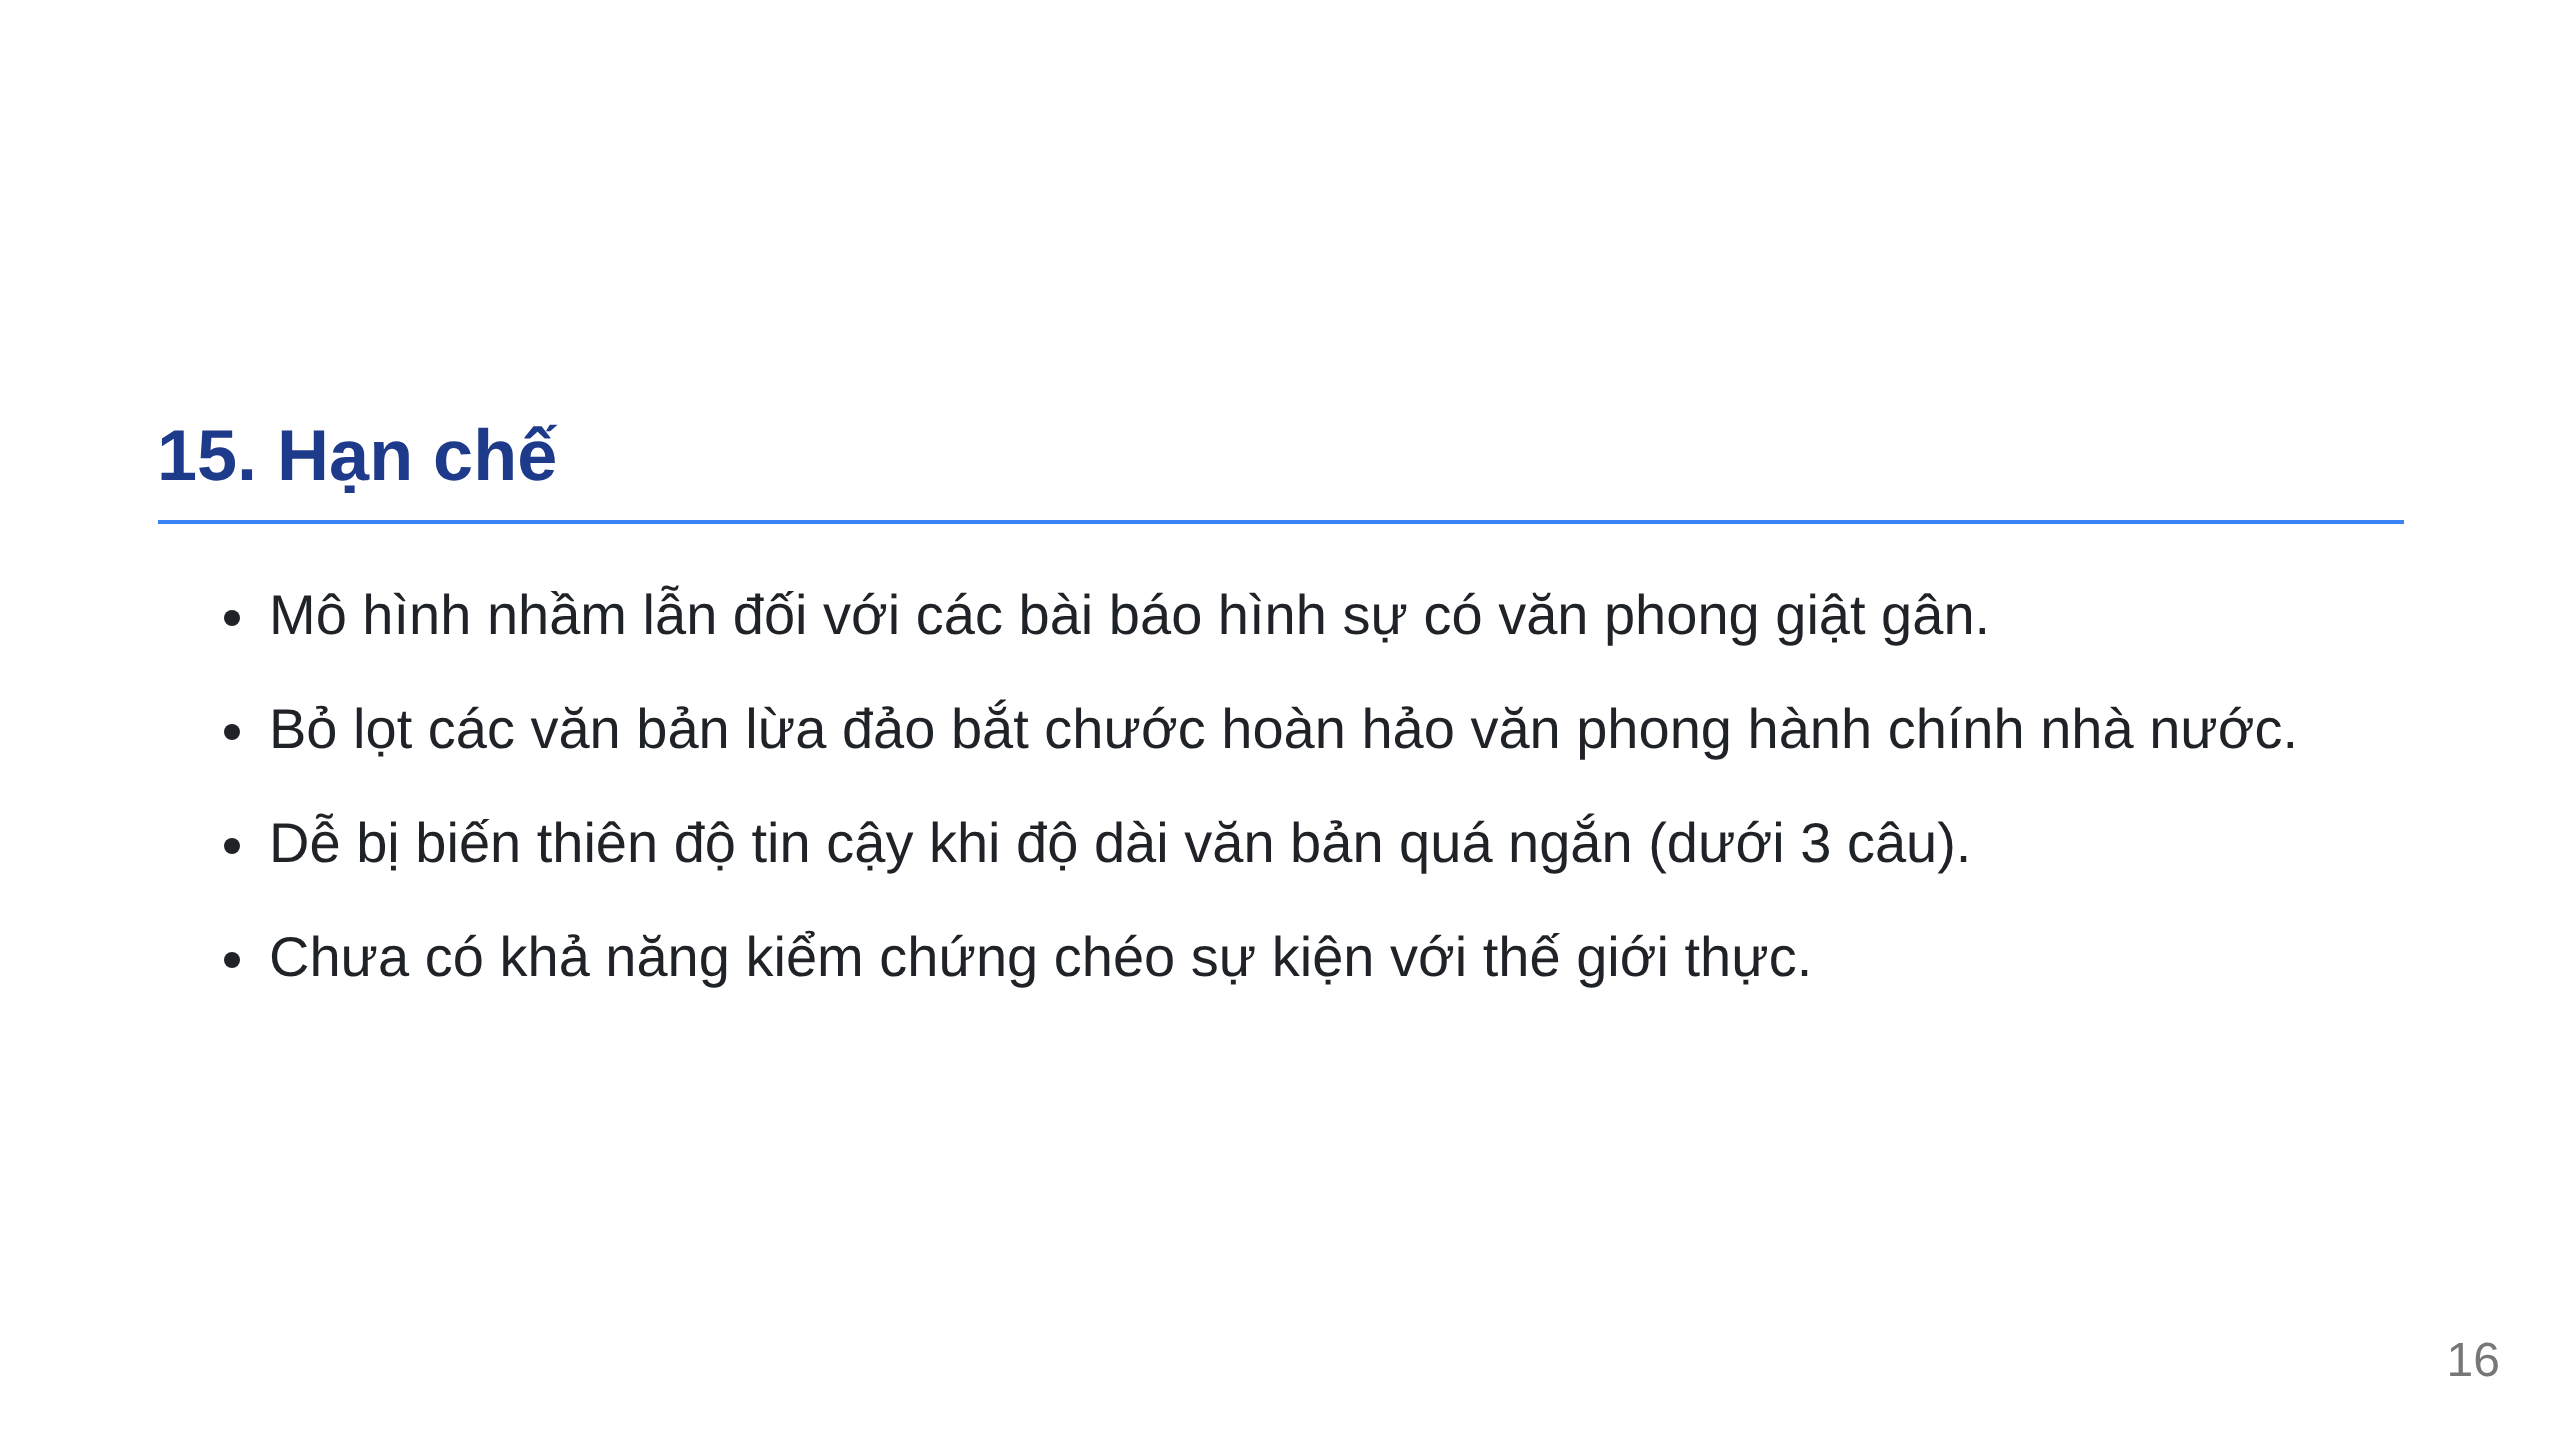 15. Hạn chế
• Mô hình nhầm lẫn đối với các bài báo hình sự có văn phong giật gân.
• Bỏ lọt các văn bản lừa đảo bắt chước hoàn hảo văn phong hành chính nhà nước.
• Dễ bị biến thiên độ tin cậy khi độ dài văn bản quá ngắn (dưới 3 câu).
• Chưa có khả năng kiểm chứng chéo sự kiện với thế giới thực.
16